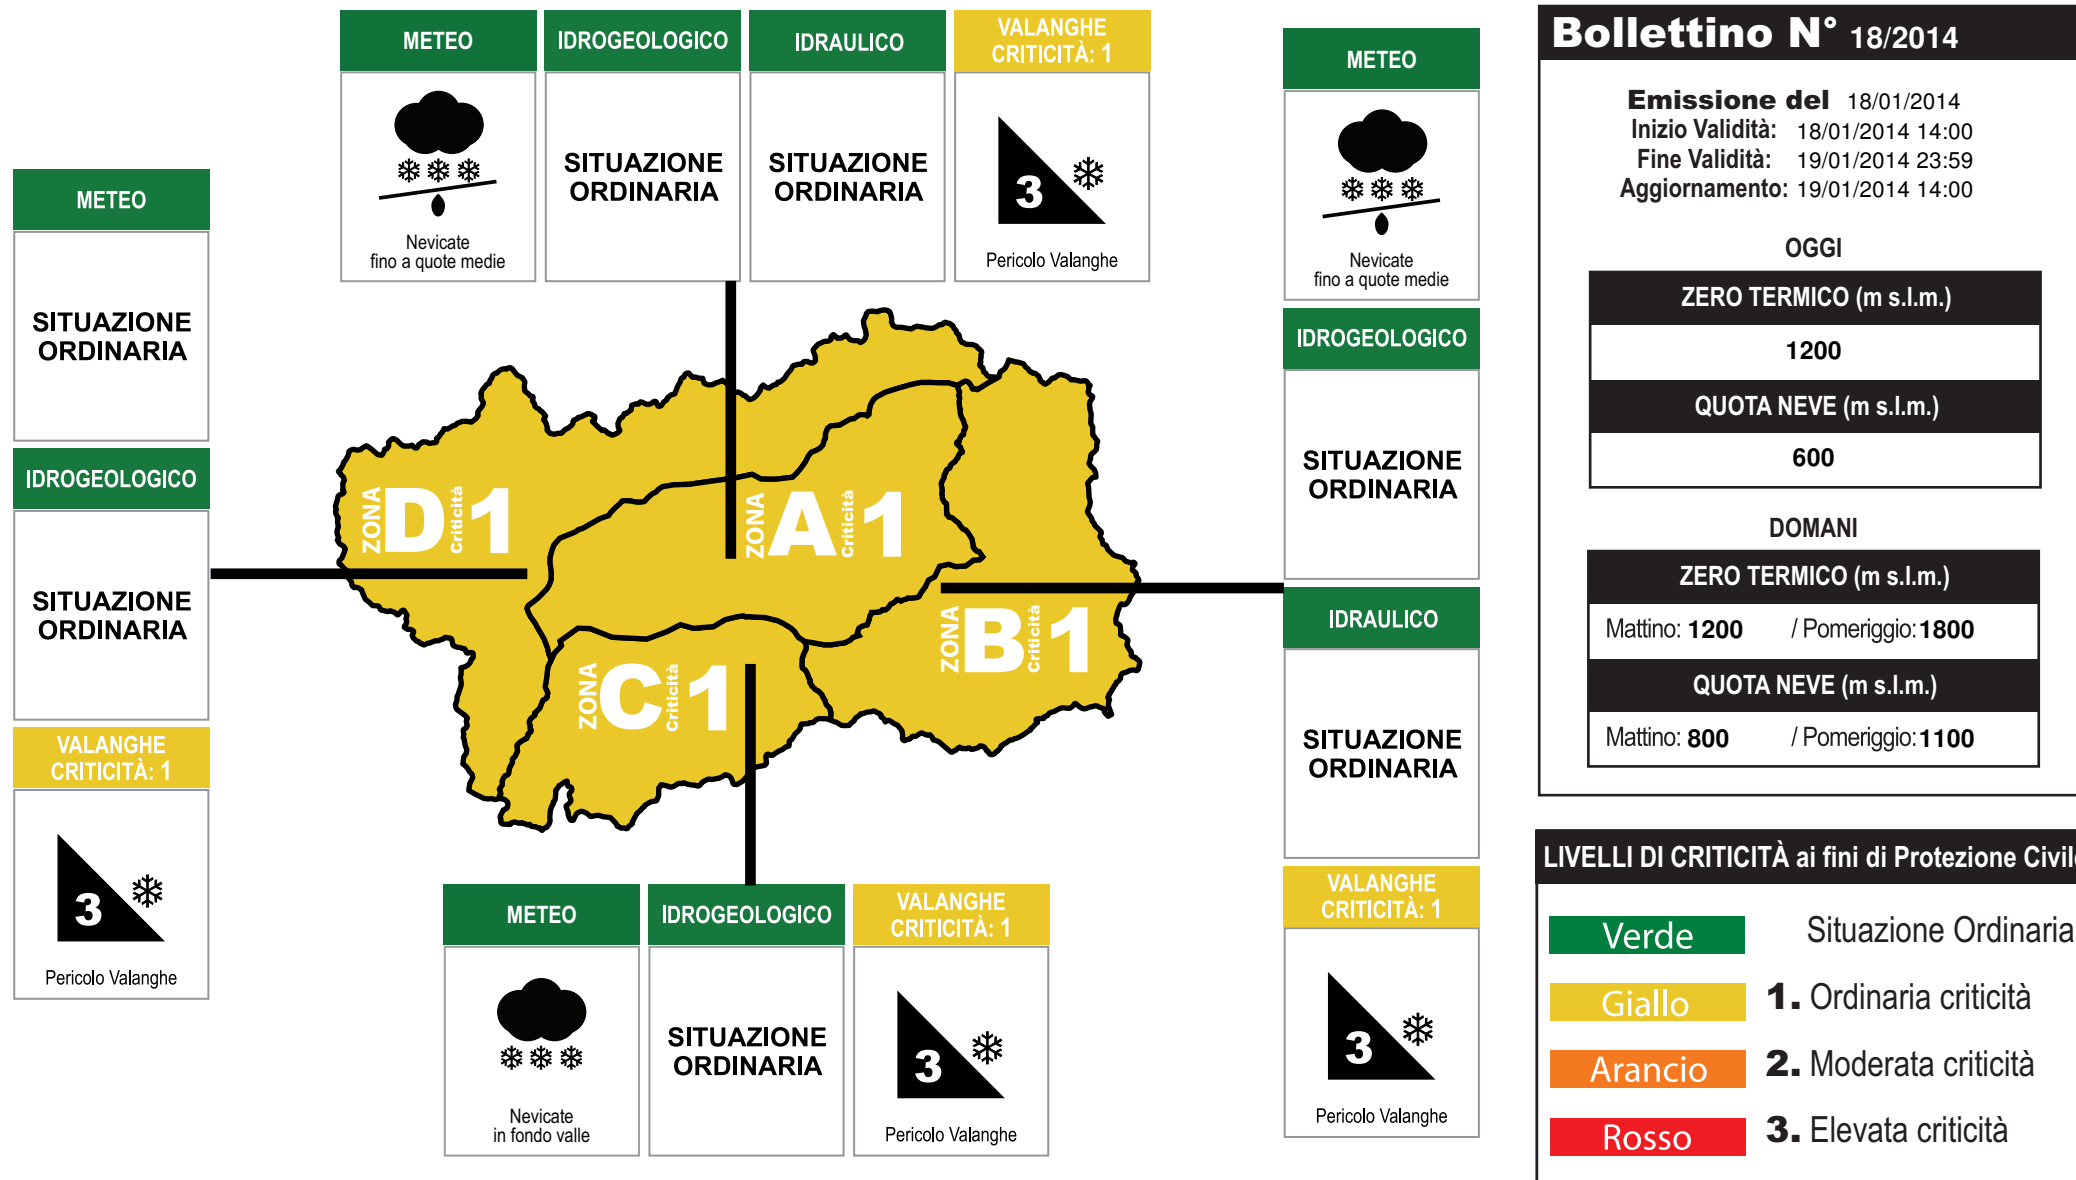 METEO
IDROGEOLOGICO
IDRAULICO
VALANGHE
CRITICITÀ: 1
Nevicate
fino a quote medie
SITUAZIONE
ORDINARIA
SITUAZIONE
ORDINARIA
3
Pericolo Valanghe
METEO
SITUAZIONE
ORDINARIA
IDROGEOLOGICO
SITUAZIONE
ORDINARIA
VALANGHE
CRITICITÀ: 1
3
Pericolo Valanghe
ZONA D Criticità 1
ZONA A Criticità 1
ZONA B Criticità 1
ZONA C Criticità 1
METEO
IDROGEOLOGICO
VALANGHE
CRITICITÀ: 1
Nevicate
in fondo valle
SITUAZIONE
ORDINARIA
3
Pericolo Valanghe
METEO
Nevicate
fino a quote medie
IDROGEOLOGICO
SITUAZIONE
ORDINARIA
IDRAULICO
SITUAZIONE
ORDINARIA
VALANGHE
CRITICITÀ: 1
3
Pericolo Valanghe
Bollettino N° 18/2014
Emissione del 18/01/2014
Inizio Validità: 18/01/2014 14:00
Fine Validità: 19/01/2014 23:59
Aggiornamento: 19/01/2014 14:00
OGGI
ZERO TERMICO (m s.l.m.)
1200
QUOTA NEVE (m s.l.m.)
600
DOMANI
ZERO TERMICO (m s.l.m.)
Mattino: 1200 / Pomeriggio: 1800
QUOTA NEVE (m s.l.m.)
Mattino: 800 / Pomeriggio: 1100
LIVELLI DI CRITICITÀ ai fini di Protezione Civile
Verde Situazione Ordinaria
Giallo 1. Ordinaria criticità
Arancio 2. Moderata criticità
Rosso 3. Elevata criticità